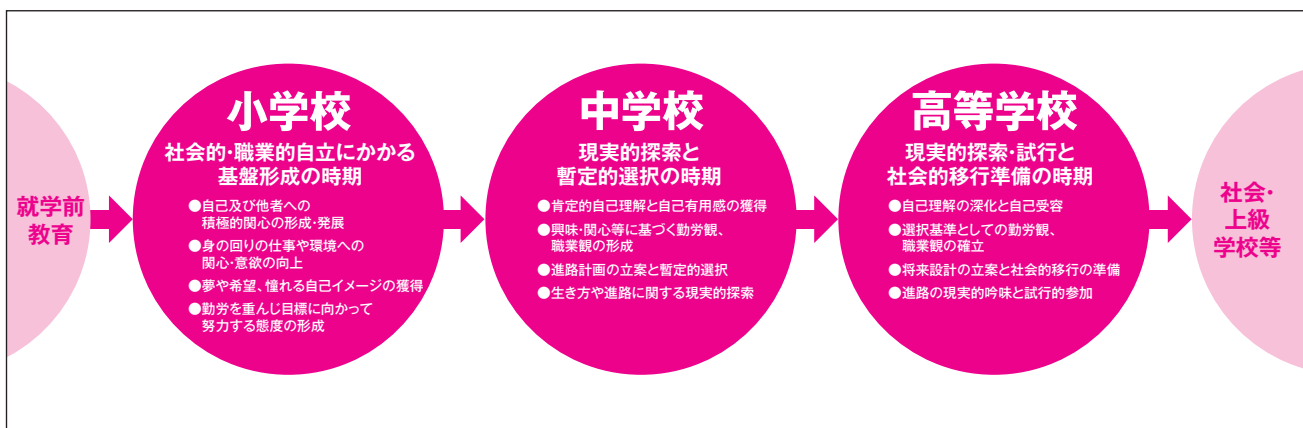 就学前
教育
小学校
社会的・職業的自立にかかる
基盤形成の時期
●自己及び他者への
積極的関心の形成・発展
●身の回りの仕事や環境への
関心・意欲の向上
●夢や希望、憧れる自己イメージの獲得
●勤労を重んじ目標に向かって
努力する態度の形成
中学校
現実的探索と
暫定的選択の時期
●肯定的自己理解と自己有用感の獲得
●興味・関心等に基づく勤労観、
職業観の形成
●進路計画の立案と暫定的選択
●生き方や進路に関する現実的探索
高等学校
現実的探索・試行と
社会的移行準備の時期
●自己理解の深化と自己受容
●選択基準としての勤労観、
職業観の確立
●将来設計の立案と社会的移行の準備
●進路の現実的吟味と試行的参加
社会・
上級
学校等